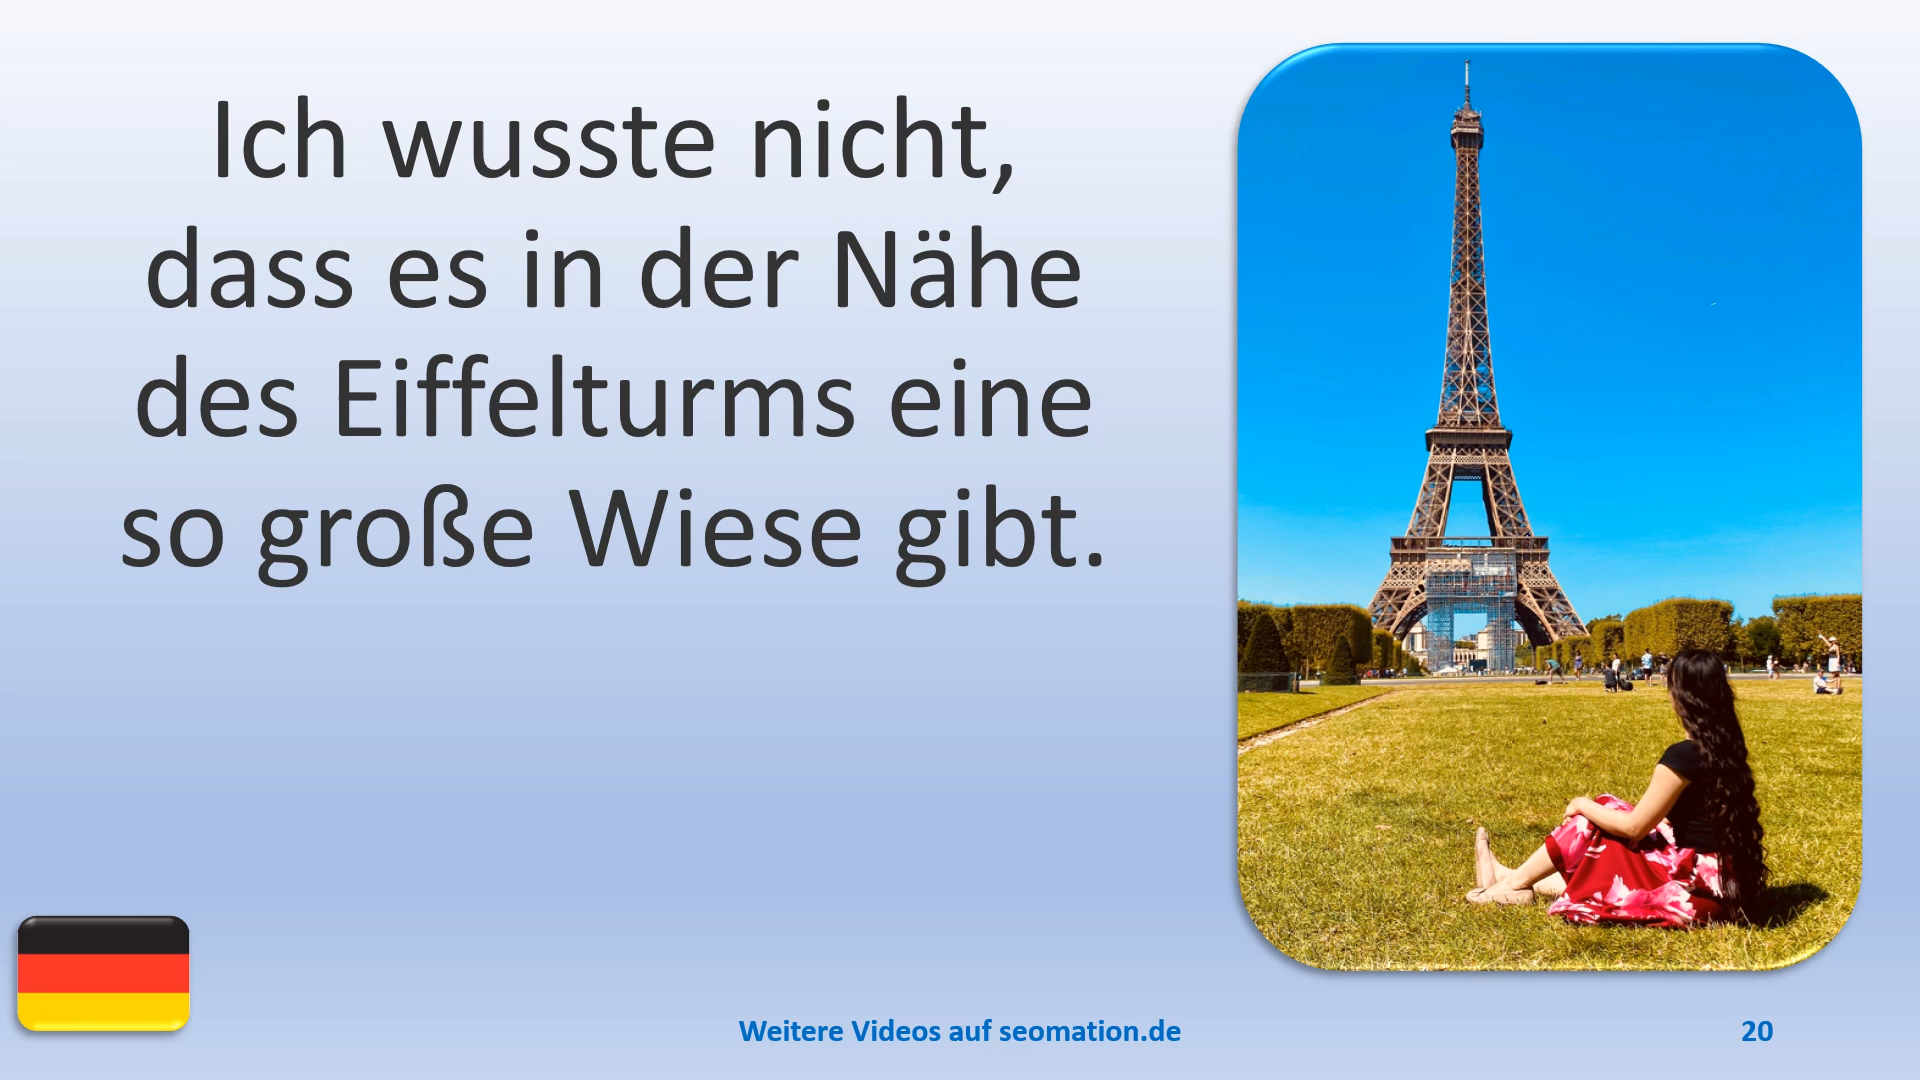 Ich wusste nicht,
dass es in der Nähe
des Eiffelturms eine
so große Wiese gibt.
Weitere Videos auf seomation.de
20